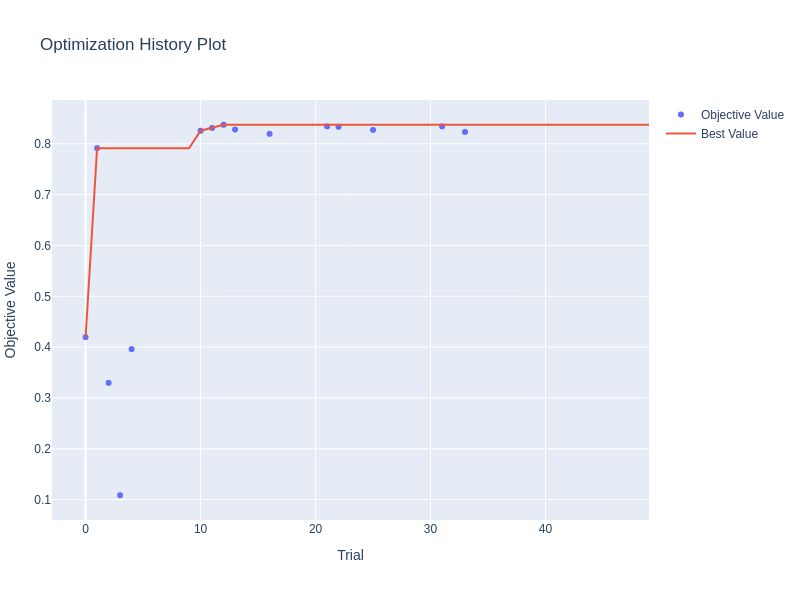 Optimization History Plot
Objective Value
Best Value
0.8
0.7
0.6
0.5
0.4
0.3
0.2
0.1
Objective Value
0 10 20 30 40
Trial